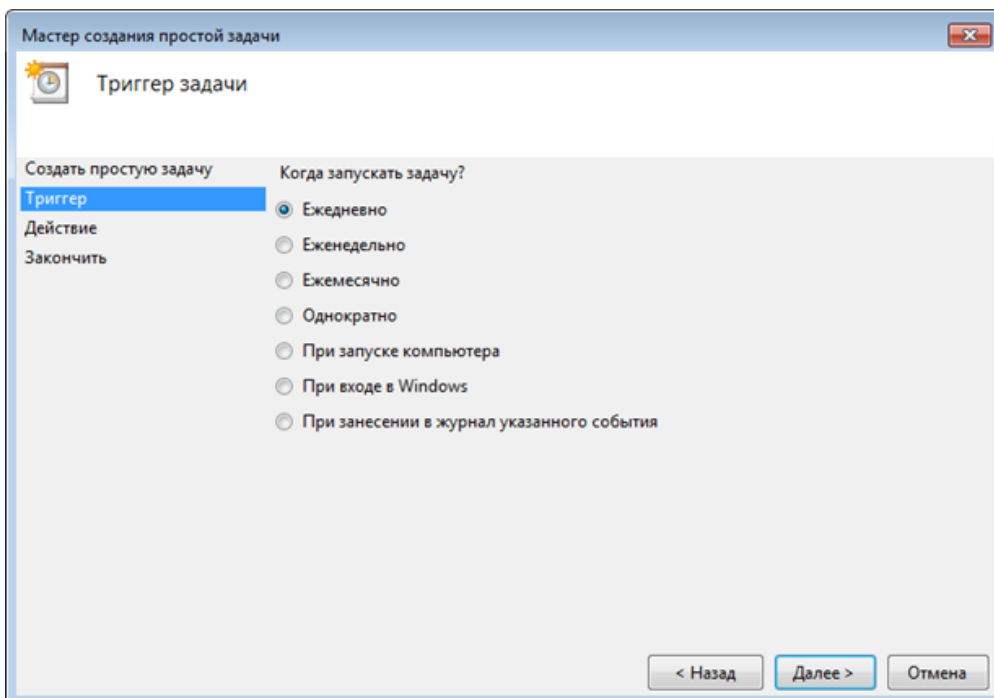 Мастер создания простой задачи
Триггер задачи
Создать простую задачу
Триггер
Действие
Закончить
Когда запускать задачу?
Ежедневно
Еженедельно
Ежемесячно
Однократно
При запуске компьютера
При входе в Windows
При занесении в журнал указанного события
< Назад
Далее >
Отмена